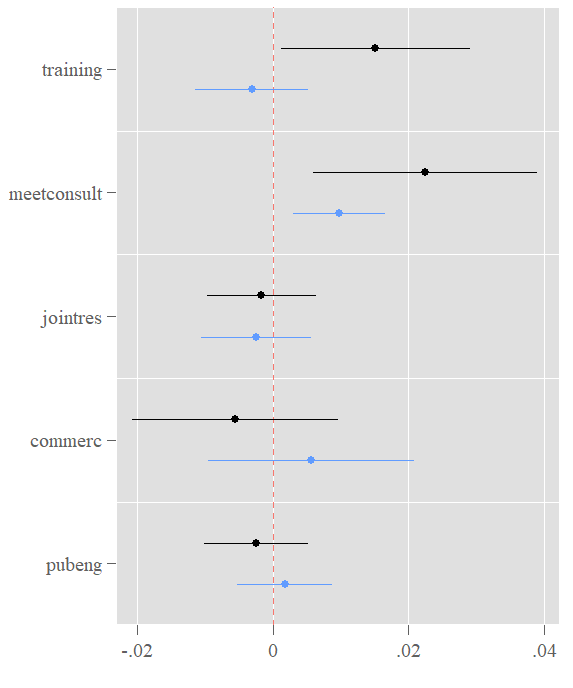 training
meetconsult
jointres
commerc
pubeng
-.02 0 .02 .04